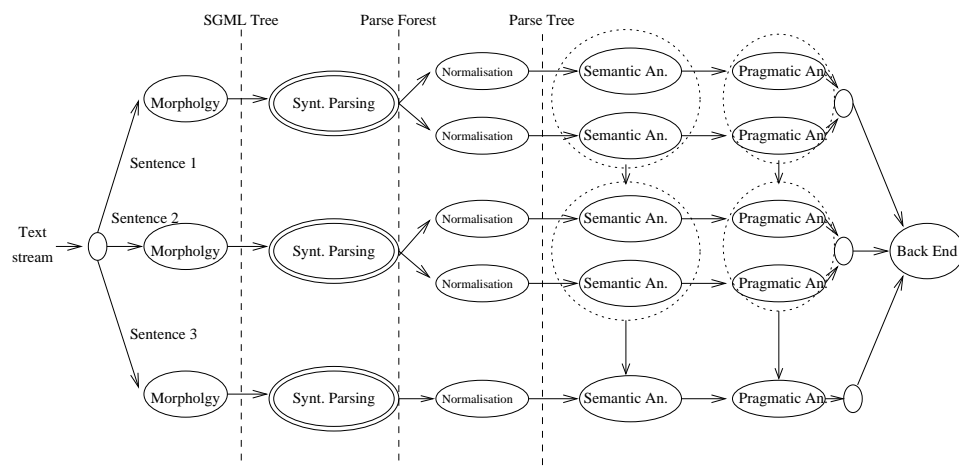 SGML Tree
Parse Forest
Parse Tree
Normalisation
Semantic An.
Pragmatic An.
Morpholgy
Synt. Parsing
Normalisation
Semantic An.
Pragmatic An.
Sentence 1
Sentence 2
Normalisation
Semantic An.
Pragmatic An.
Text
stream
Morpholgy
Synt. Parsing
Back End
Normalisation
Semantic An.
Pragmatic An.
Sentence 3
Morpholgy
Synt. Parsing
Normalisation
Semantic An.
Pragmatic An.